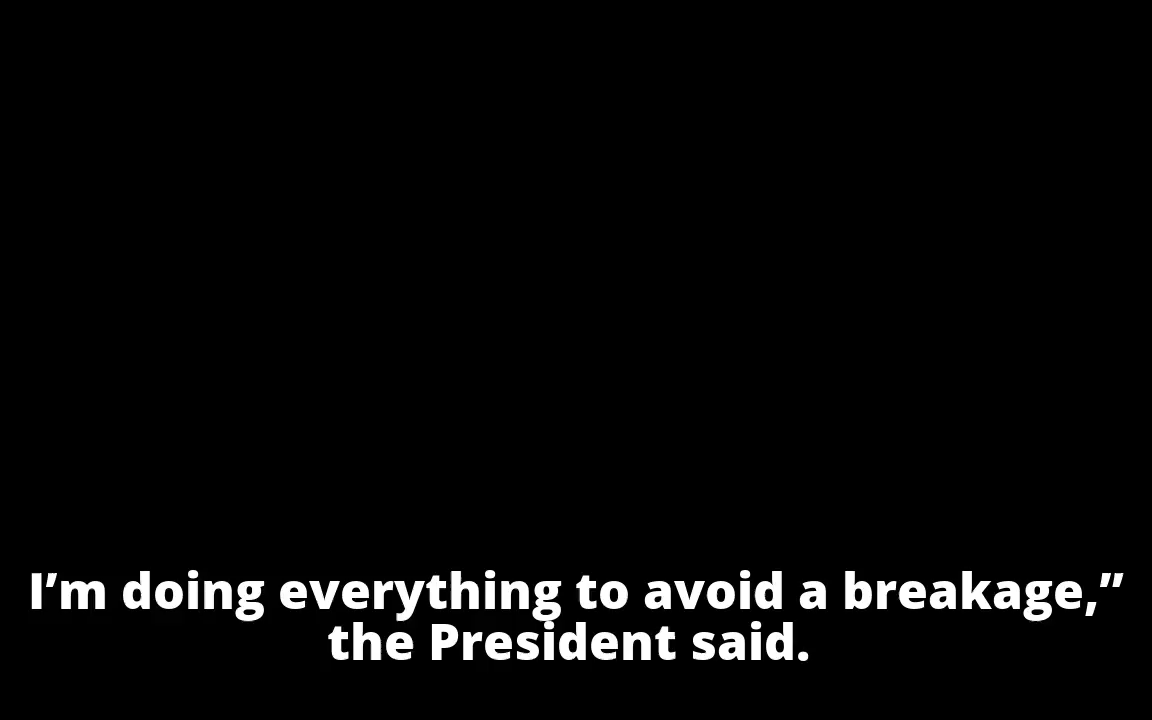 I’m doing everything to avoid a breakage,”
the President said.